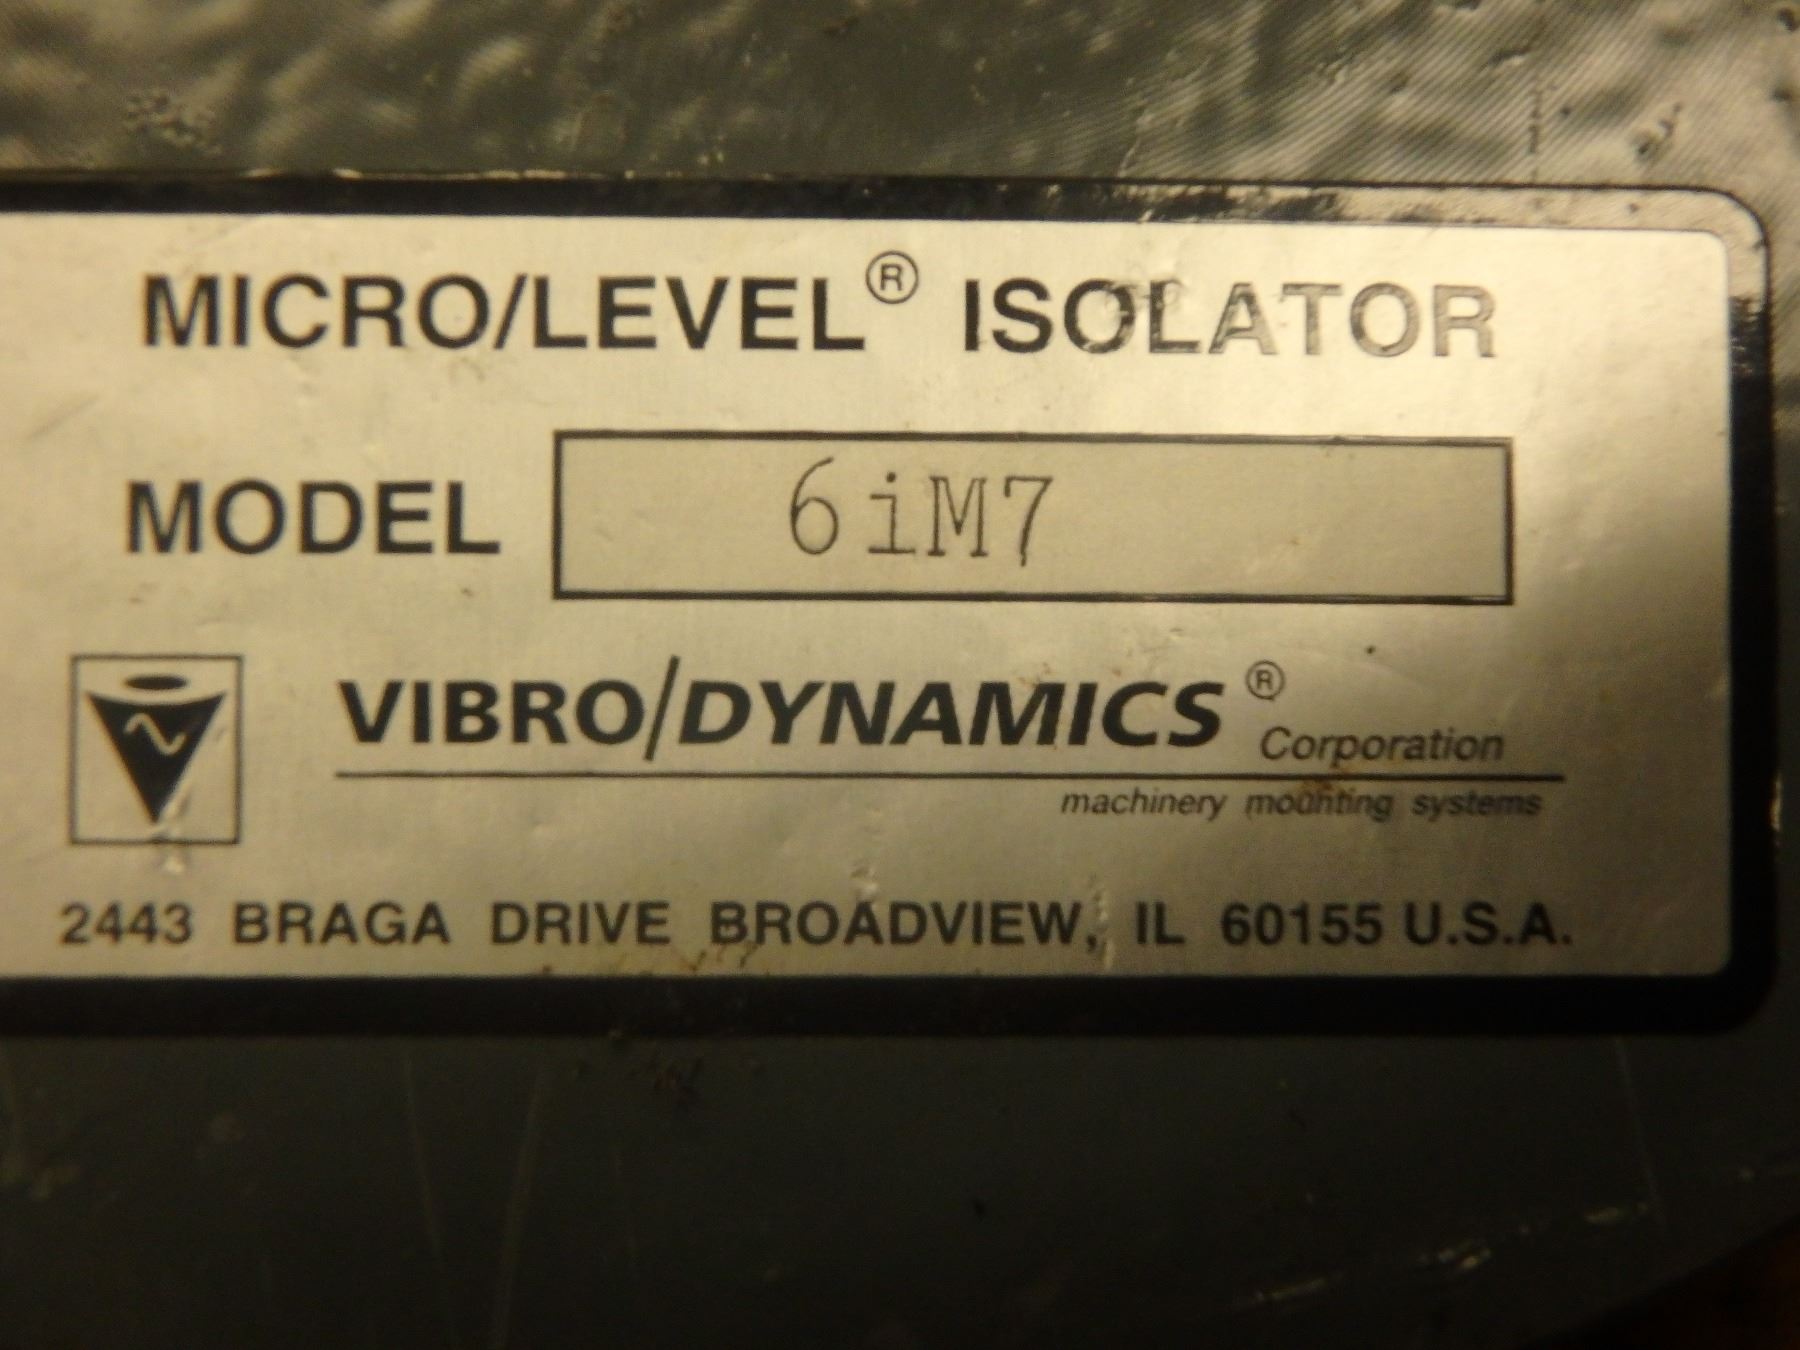 MICRO/LEVEL® ISOLATOR
MODEL 6iM7
VIBRO/DYNAMICS® Corporation
machinery mounting systems
2443 BRAGA DRIVE BROADVIEW, IL 60155 U.S.A.